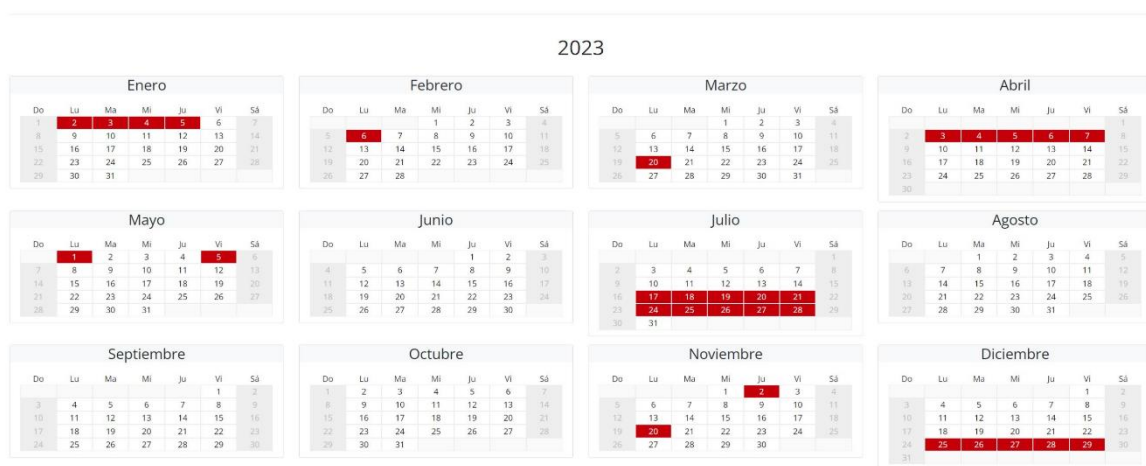 2023
Enero
Do Lu Ma Mi Ju Vi Sá
1 2 3 4 5 6 7
8 9 10 11 12 13 14
15 16 17 18 19 20 21
22 23 24 25 26 27 28
29 30 31
Febrero
Do Lu Ma Mi Ju Vi Sá
1 2 3 4
5 6 7 8 9 10 11
12 13 14 15 16 17 18
19 20 21 22 23 24 25
26 27 28
Marzo
Do Lu Ma Mi Ju Vi Sá
1 2 3 4
5 6 7 8 9 10 11
12 13 14 15 16 17 18
19 20 21 22 23 24 25
26 27 28 29 30 31
Abril
Do Lu Ma Mi Ju Vi Sá
1
2 3 4 5 6 7 8
9 10 11 12 13 14 15
16 17 18 19 20 21 22
23 24 25 26 27 28 29
30
Mayo
Do Lu Ma Mi Ju Vi Sá
1 2 3 4 5 6
7 8 9 10 11 12 13
14 15 16 17 18 19 20
21 22 23 24 25 26 27
28 29 30 31
Junio
Do Lu Ma Mi Ju Vi Sá
1 2 3
4 5 6 7 8 9 10
11 12 13 14 15 16 17
18 19 20 21 22 23 24
25 26 27 28 29 30
Julio
Do Lu Ma Mi Ju Vi Sá
1
2 3 4 5 6 7 8
9 10 11 12 13 14 15
16 17 18 19 20 21 22
23 24 25 26 27 28 29
30 31
Agosto
Do Lu Ma Mi Ju Vi Sá
1 2 3 4 5
6 7 8 9 10 11 12
13 14 15 16 17 18 19
20 21 22 23 24 25 26
27 28 29 30 31
Septiembre
Do Lu Ma Mi Ju Vi Sá
1 2
3 4 5 6 7 8 9
10 11 12 13 14 15 16
17 18 19 20 21 22 23
24 25 26 27 28 29 30
Octubre
Do Lu Ma Mi Ju Vi Sá
1 2 3 4 5 6 7
8 9 10 11 12 13 14
15 16 17 18 19 20 21
22 23 24 25 26 27 28
29 30 31
Noviembre
Do Lu Ma Mi Ju Vi Sá
1 2 3 4
5 6 7 8 9 10 11
12 13 14 15 16 17 18
19 20 21 22 23 24 25
26 27 28 29 30
Diciembre
Do Lu Ma Mi Ju Vi Sá
1 2
3 4 5 6 7 8 9
10 11 12 13 14 15 16
17 18 19 20 21 22 23
24 25 26 27 28 29 30
31